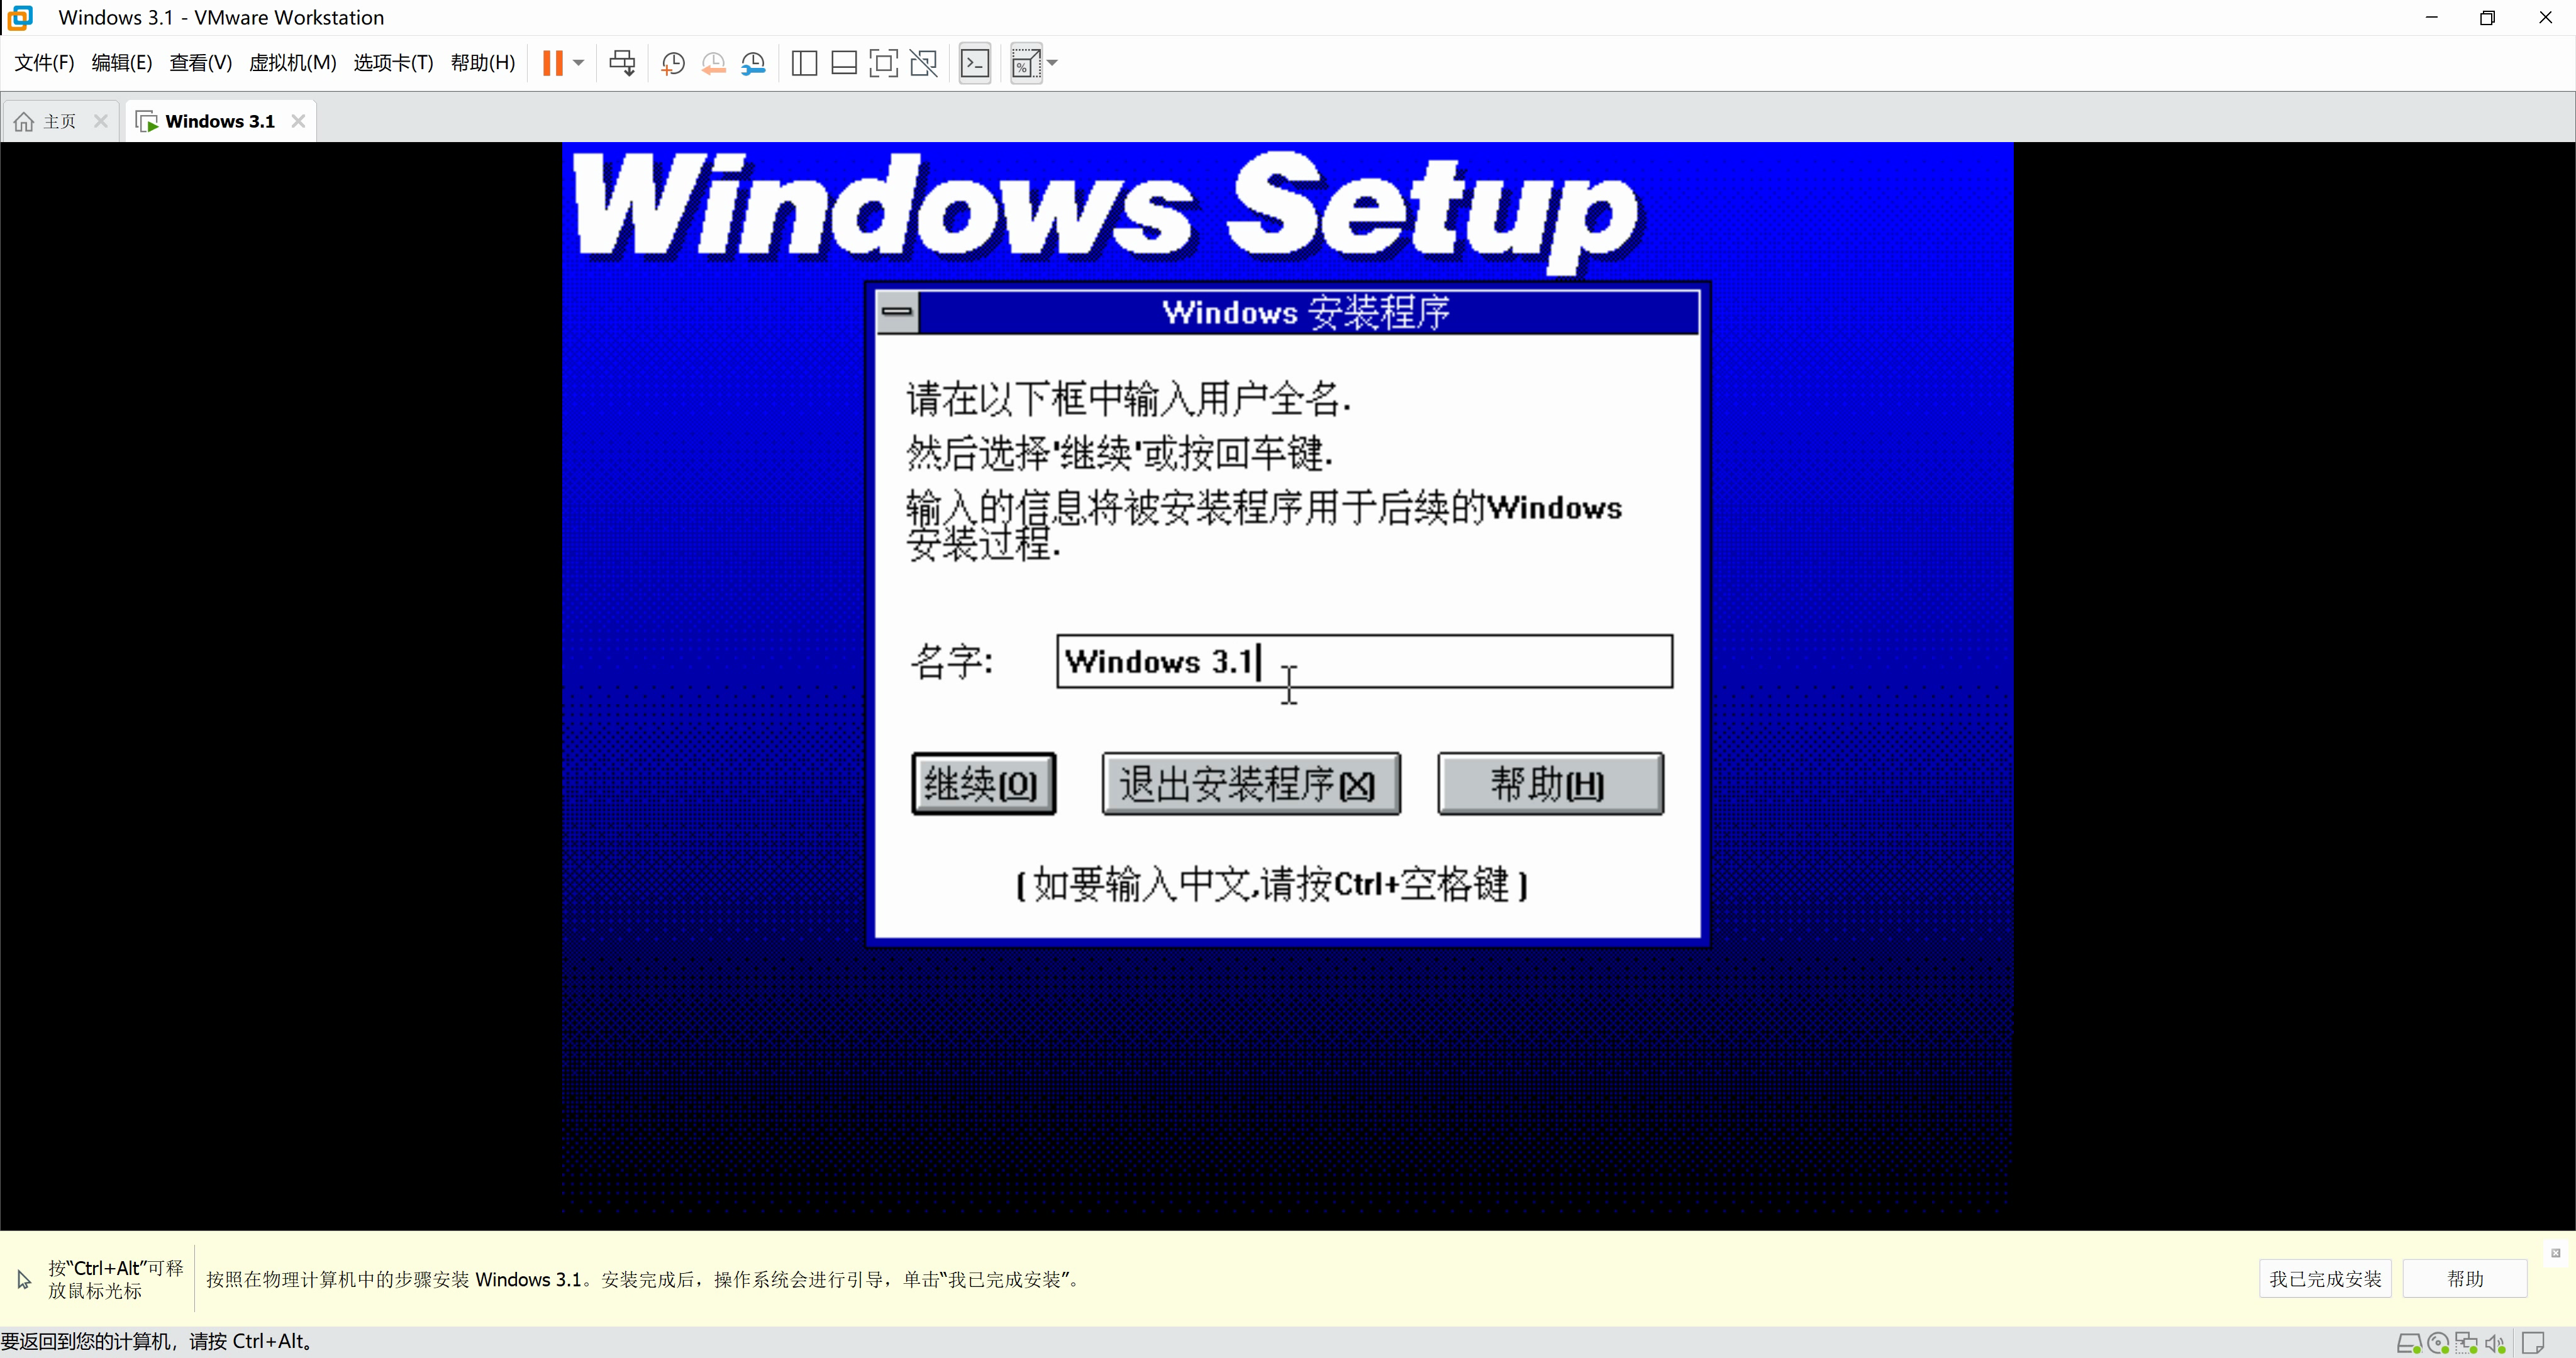 Windows 3.1 - VMware Workstation
文件(F) 编辑(E) 查看(V) 虚拟机(M) 选项卡(T) 帮助(H)
主页 Windows 3.1
Windows Setup
Windows 安装程序
请在以下框中输入用户全名.
然后选择'继续'或按回车键.
输入的信息将被安装程序用于后续的Windows
安装过程.
名字: Windows 3.1
继续(O) 退出安装程序(X) 帮助(H)
(如要输入中文,请按Ctrl+空格键)
按“Ctrl+Alt”可释
放鼠标光标
按照在物理计算机中的步骤安装 Windows 3.1。安装完成后，操作系统会进行引导，单击“我已完成安装”。
我已完成安装 帮助
要返回到您的计算机，请按 Ctrl+Alt。